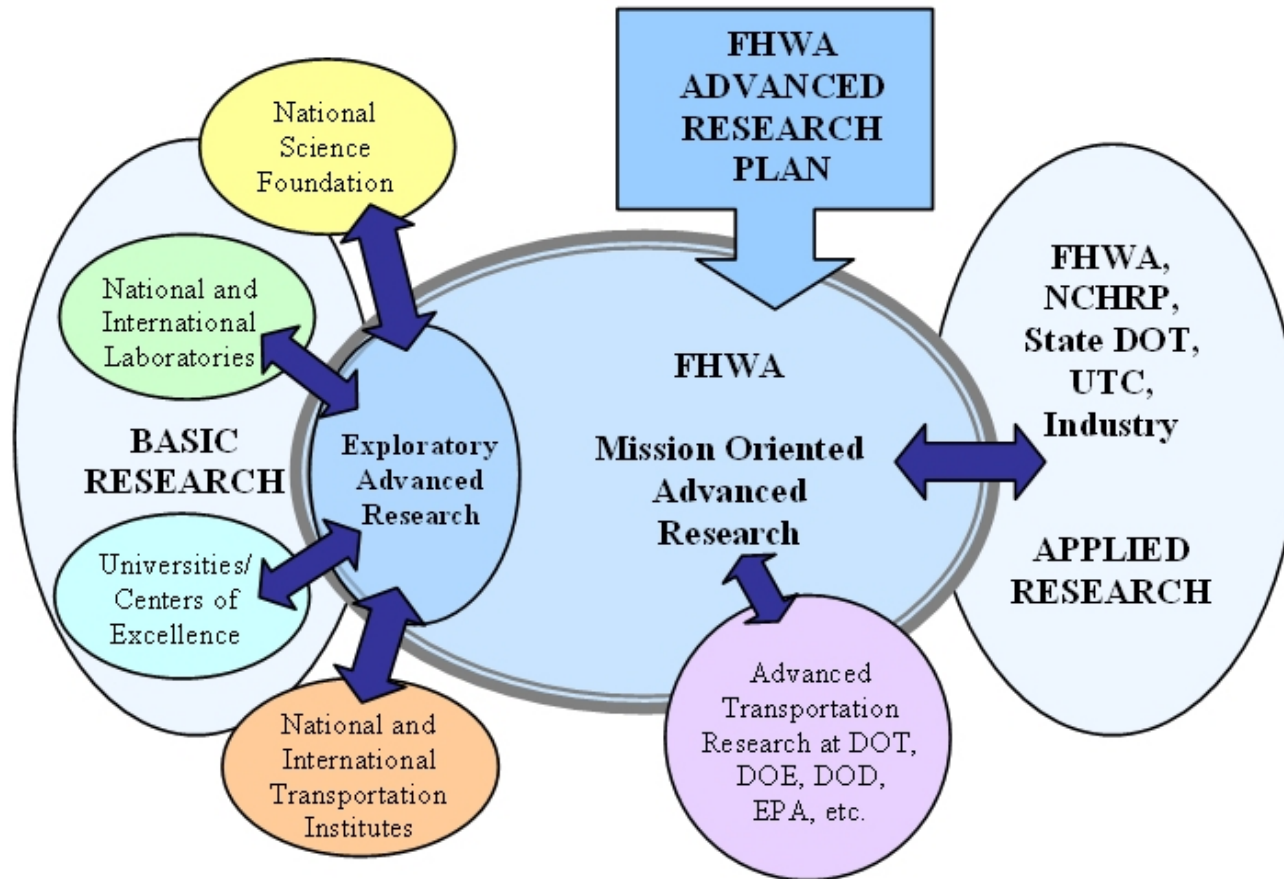 National
Science
Foundation
FHWA
ADVANCED
RESEARCH
PLAN
National and
International
Laboratories
BASIC
RESEARCH
Universities/
Centers of
Excellence
National and
International
Transportation
Institutes
Exploratory
Advanced
Research
FHWA
Mission Oriented
Advanced
Research
Advanced
Transportation
Research at DOT,
DOE, DOD,
EPA, etc.
FHWA,
NCHRP,
State DOT,
UTC,
Industry
APPLIED
RESEARCH